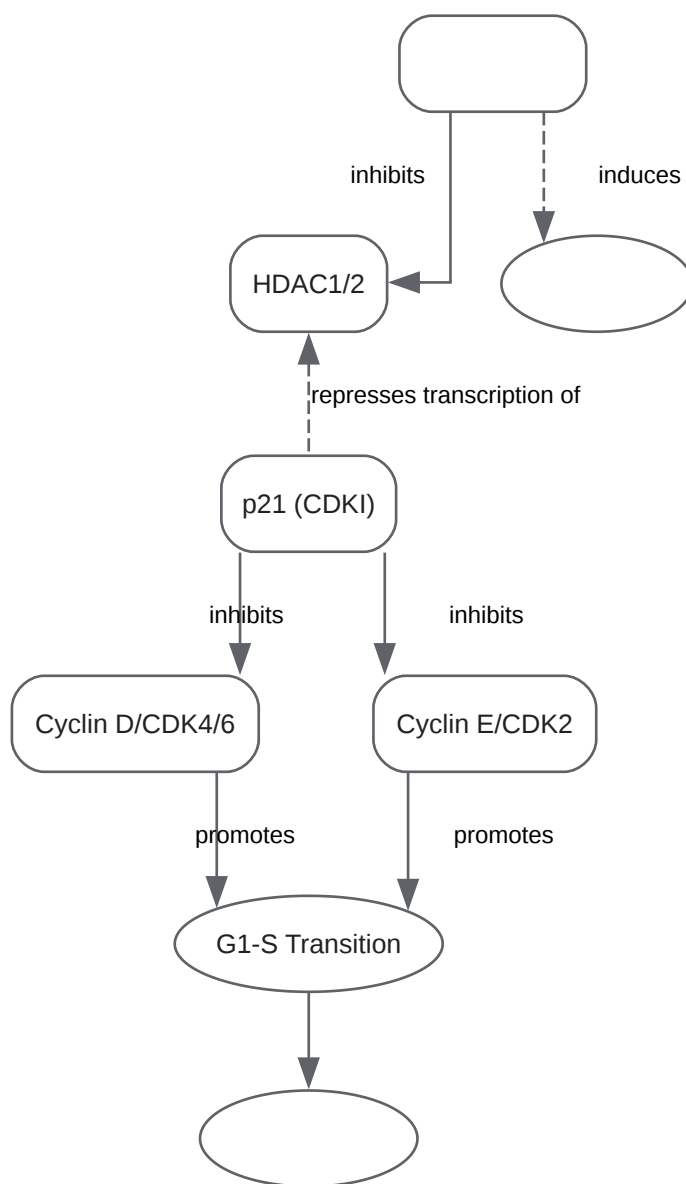 inhibits
induces
HDAC1/2
represses transcription of
p21 (CDKI)
inhibits
inhibits
Cyclin D/CDK4/6
Cyclin E/CDK2
promotes
promotes
G1-S Transition